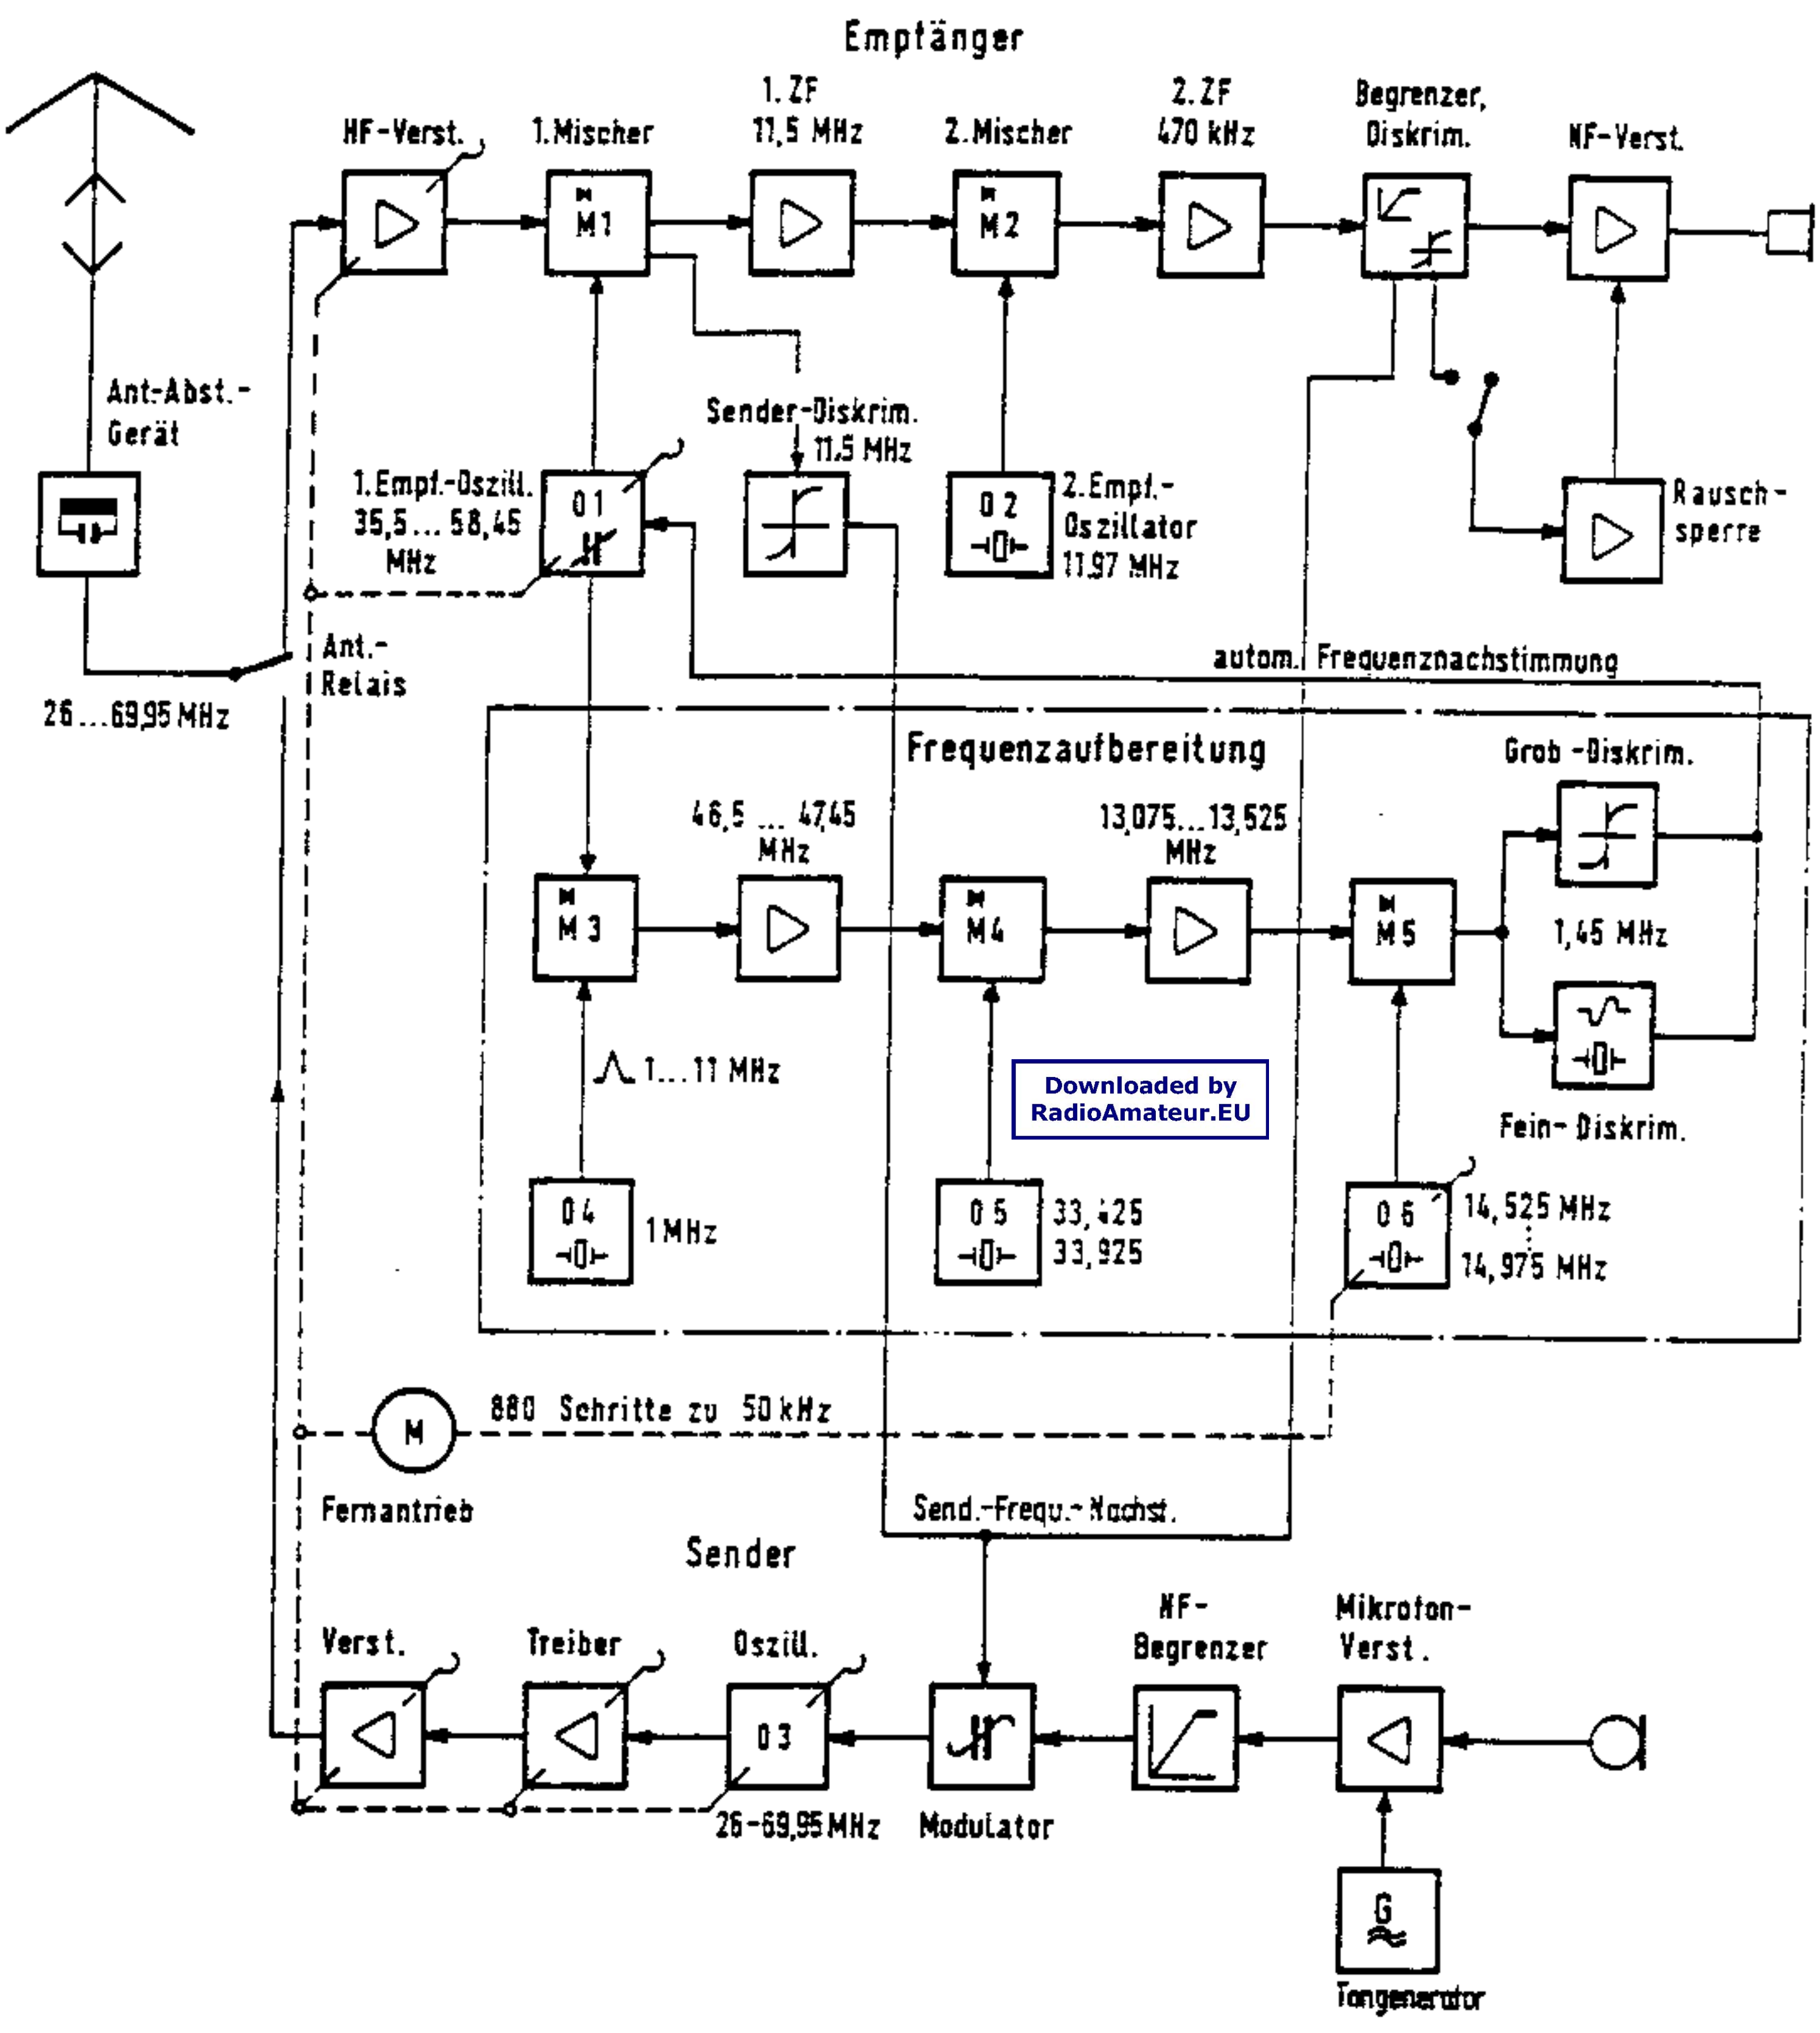 Empfänger
HF-Verst.
1.Mischer
1.ZF
11,5 MHz
2.Mischer
2.ZF
470 kHz
Begrenzer,
Diskrim.
NF-Verst.
M1
M2
Ant.-Abst.-
Gerät
1.Empf.-Oszill.
35,5... 58,45
MHz
01
Sender-Diskrim.
11,5 MHz
02
2.Empf.-
Oszillator
11,97 MHz
Rausch-
sperre
Ant.-
Relais
26...69,95 MHz
autom. Frequenznachstimmung
Frequenzaufbereitung
Grob-Diskrim.
46,5 ... 47,45
MHz
13,075...13,525
MHz
M3
M4
M5
1,45 MHz
1...11 MHz
Downloaded by
RadioAmateur.EU
Fein-Diskrim.
04
1 MHz
05
33,425
33,925
06
14,525 MHz
14,975 MHz
M
880 Schritte zu 50 kHz
Fernantrieb
Send.-Frequ.-Nachst.
Sender
Verst.
Treiber
Oszill.
NF-
Begrenzer
Mikrofon-
Verst.
03
26-69,95 MHz
Modulator
G
Tongenerator